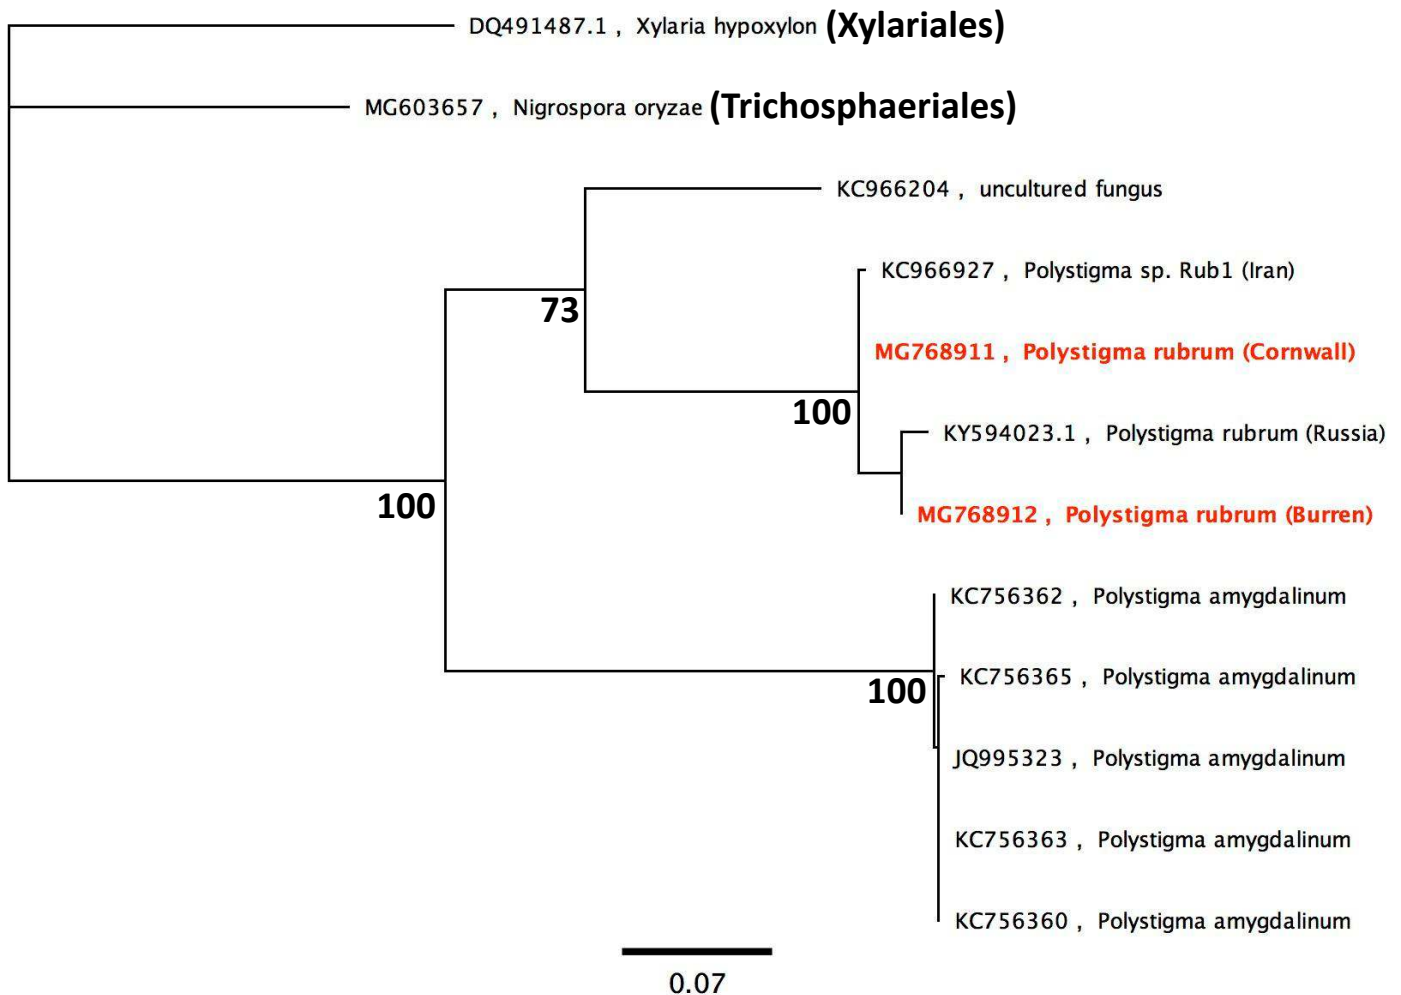 DQ491487.1 , Xylaria hypoxylon (Xylariales)
MG603657 , Nigrospora oryzae (Trichosphaeriales)
KC966204 , uncultured fungus
KC966927 , Polystigma sp. Rub1 (Iran)
73
MG768911 , Polystigma rubrum (Cornwall)
100
KY594023.1 , Polystigma rubrum (Russia)
100
MG768912 , Polystigma rubrum (Burren)
KC756362 , Polystigma amygdalinum
KC756365 , Polystigma amygdalinum
100
JQ995323 , Polystigma amygdalinum
KC756363 , Polystigma amygdalinum
KC756360 , Polystigma amygdalinum
0.07